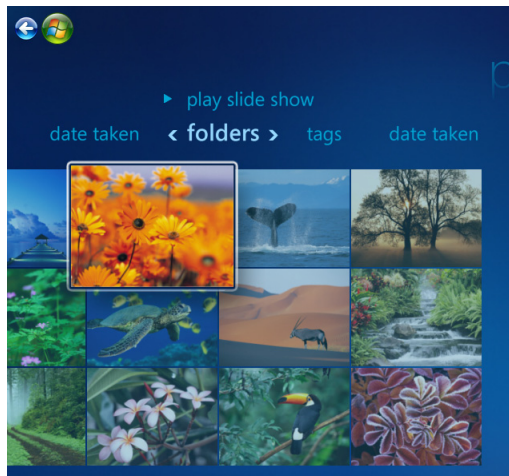 play slide show
date taken < folders > tags date taken